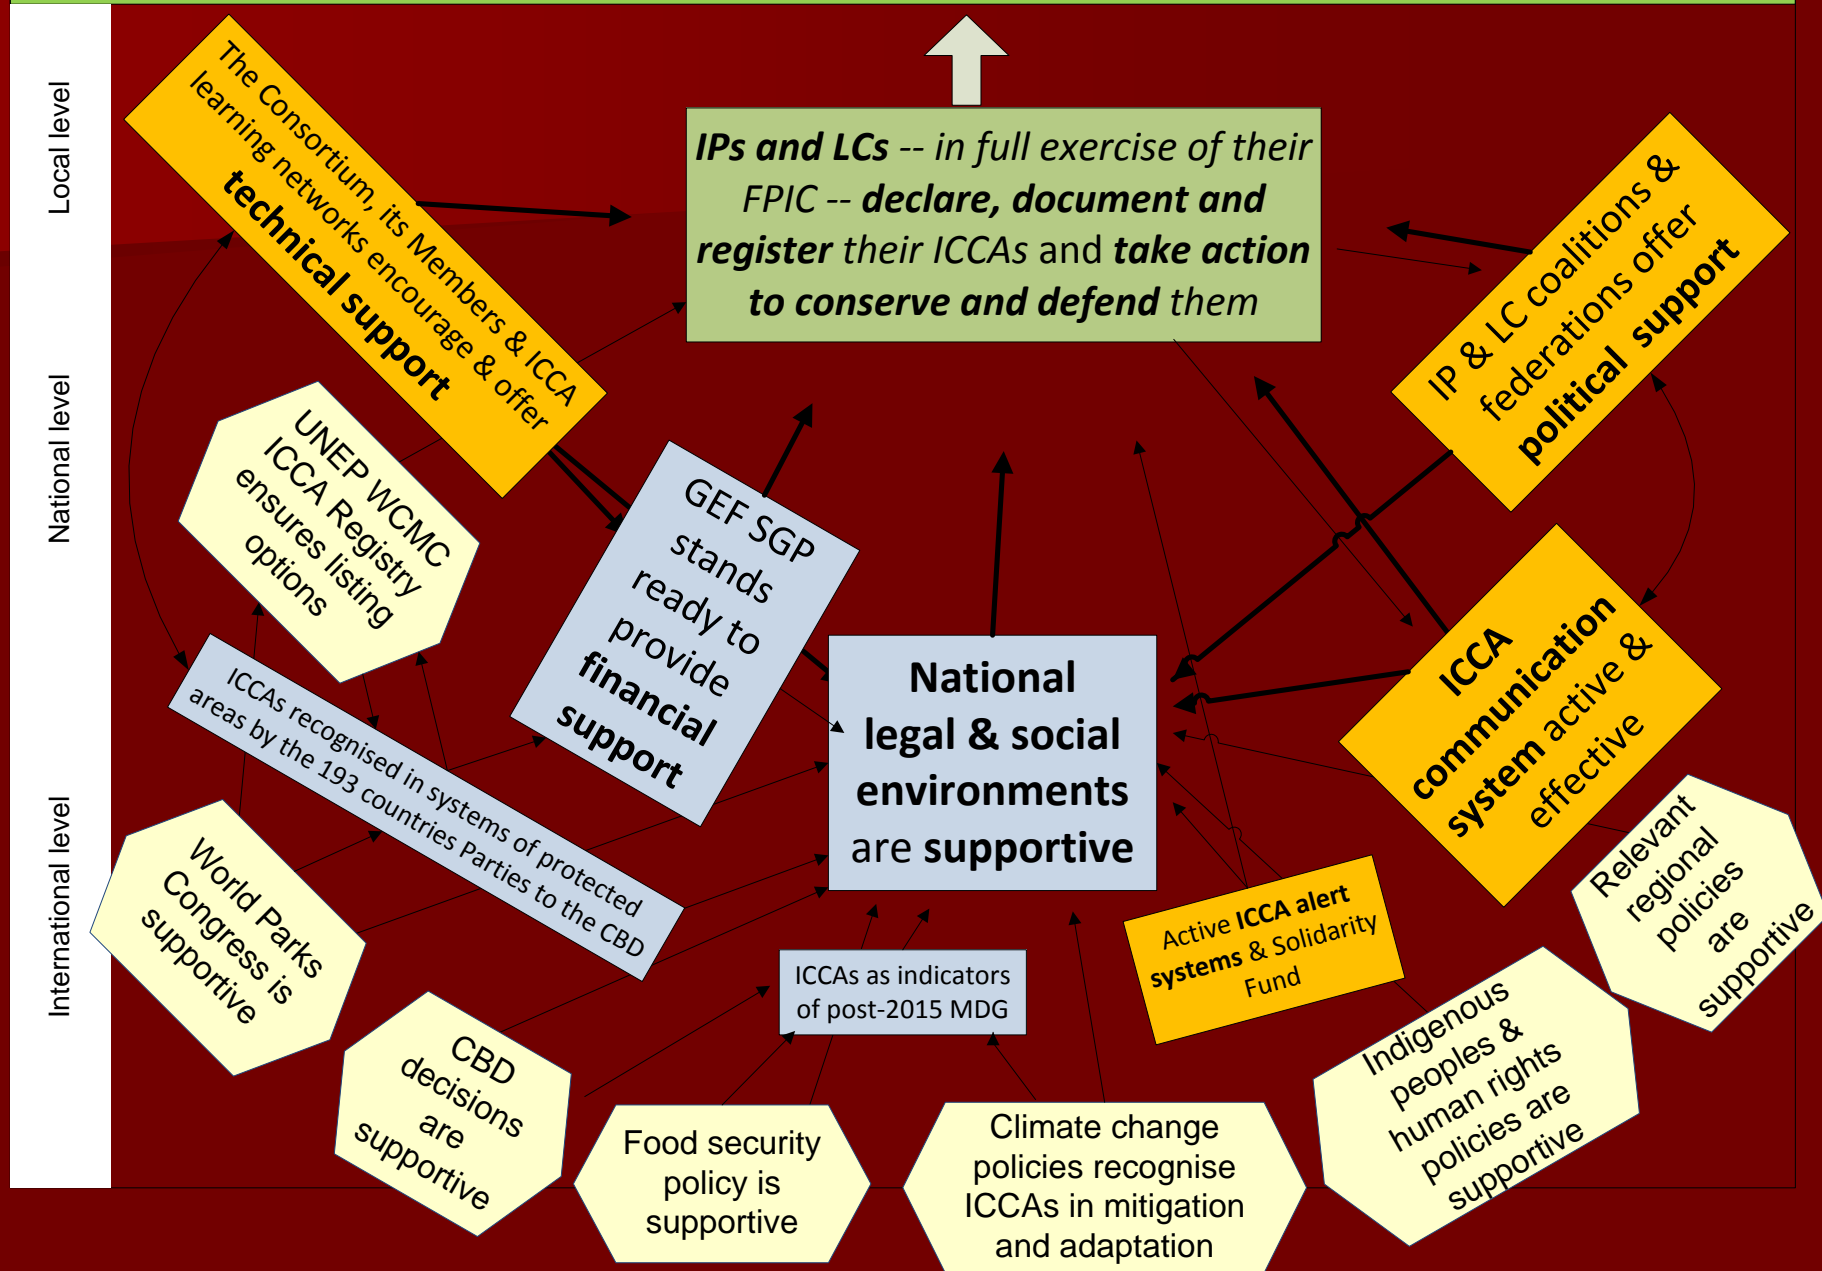 Local level
National level
International level
The Consortium, its Members & ICCA
learning networks encourage & offer
technical support
IPs and LCs -- in full exercise of their
FPIC -- declare, document and
register their ICCAs and take action
to conserve and defend them
IP & LC coalitions &
federations offer
political support
UNEP WCMC
ICCA Registry
ensures listing
options
GEF SGP
stands
ready to
provide
financial
support
National
legal & social
environments
are supportive
ICCA
communication
system active &
effective
ICCAs recognised in systems of protected
areas by the 193 countries Parties to the CBD
World Parks
Congress is
supportive
CBD
decisions
are
supportive
ICCAs as indicators
of post-2015 MDG
Active ICCA alert
systems & Solidarity
Fund
Relevant
regional
policies
are
supportive
Indigenous
peoples &
human rights
policies are
supportive
Food security
policy is
supportive
Climate change
policies recognise
ICCAs in mitigation
and adaptation